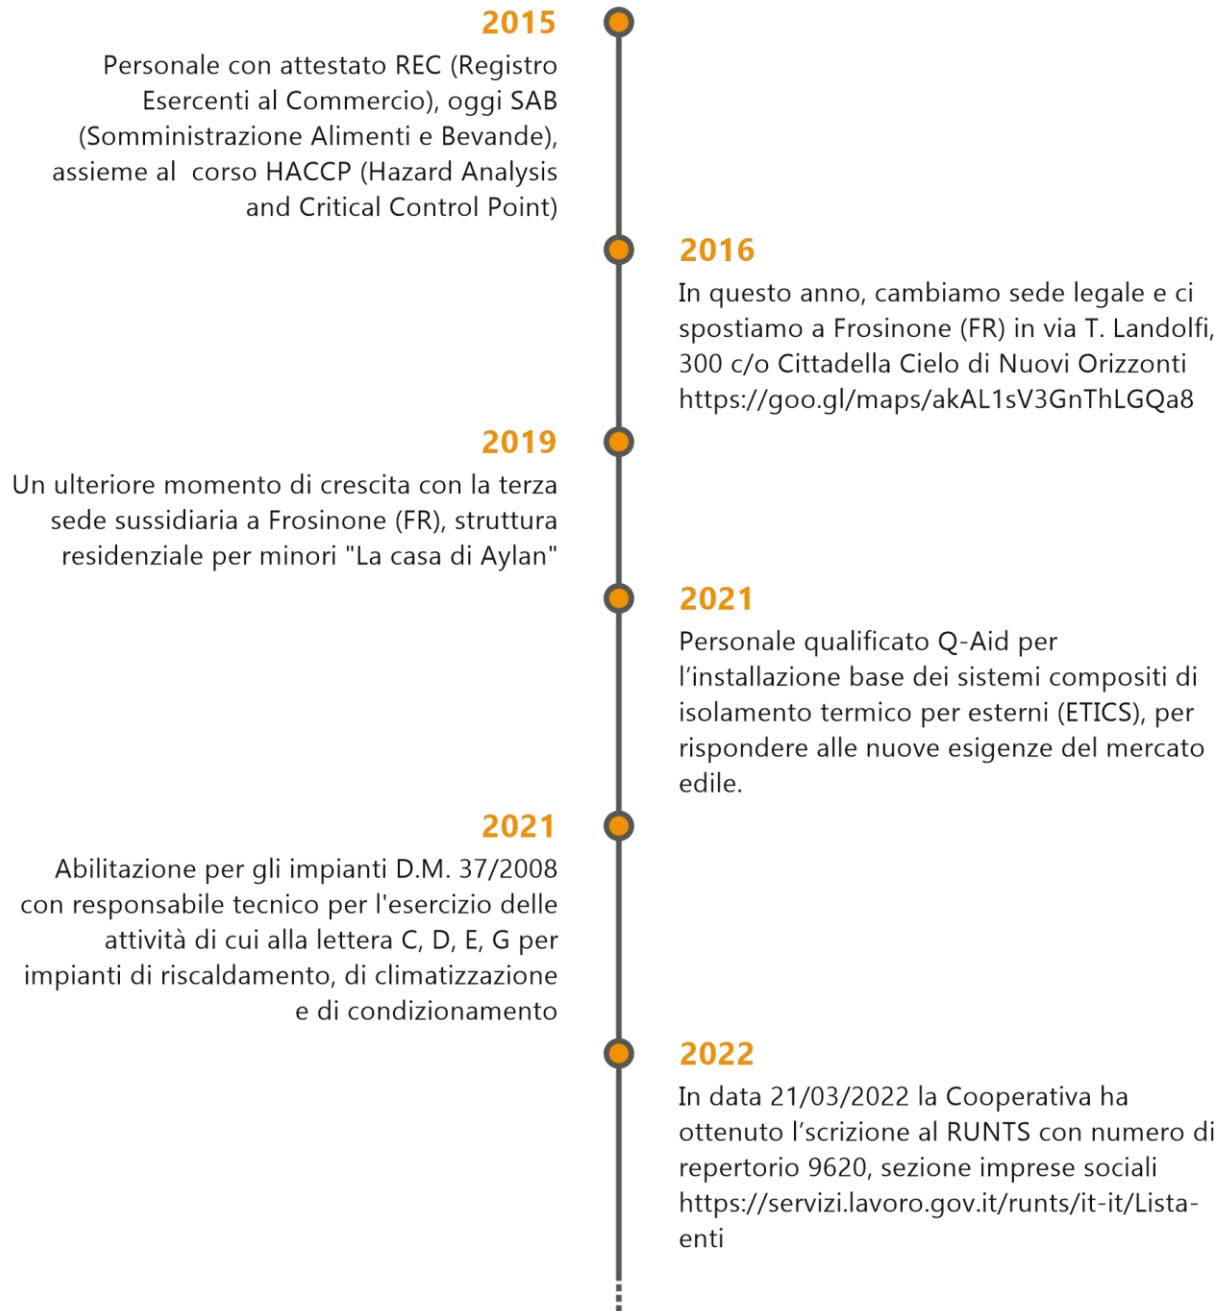 2015
Personale con attestato REC (Registro
Esercenti al Commercio), oggi SAB
(Somministrazione Alimenti e Bevande),
assieme al  corso HACCP (Hazard Analysis
and Critical Control Point)
2016
In questo anno, cambiamo sede legale e ci
spostiamo a Frosinone (FR) in via T. Landolfi,
300 c/o Cittadella Cielo di Nuovi Orizzonti
https://goo.gl/maps/akAL1sV3GnThLGQa8
2019
Un ulteriore momento di crescita con la terza
sede sussidiaria a Frosinone (FR), struttura
residenziale per minori "La casa di Aylan"
2021
Personale qualificato Q-Aid per
l’installazione base dei sistemi compositi di
isolamento termico per esterni (ETICS), per
rispondere alle nuove esigenze del mercato
edile.
2021
Abilitazione per gli impianti D.M. 37/2008
con responsabile tecnico per l'esercizio delle
attività di cui alla lettera C, D, E, G per
impianti di riscaldamento, di climatizzazione
e di condizionamento
2022
In data 21/03/2022 la Cooperativa ha
ottenuto l’scrizione al RUNTS con numero di
repertorio 9620, sezione imprese sociali
https://servizi.lavoro.gov.it/runts/it-it/Lista-
enti